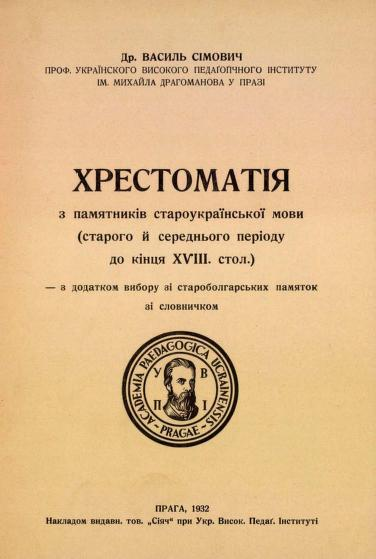 Др. ВАСИЛЬ СІМОВИЧ
ПРОФ. УКРАЇНСКОГО ВИСОКОГО ПЕДАҐОҐІЧНОГО ІНСТИТУТУ
ІМ. МИХАЙЛА ДРАГОМАНОВА У ПРАЗІ
ХРЕСТОМАТІЯ
з памятників староукраїнської мови
(старого й середнього періоду
до кінця XVIII. стол.)
— з додатком вибору зі староболгарських памяток
зі словничком
ACADEMIA PAEDAGOGICA UCRAINENSIS
У В
П І
PRAGAE
ПРАГА, 1932
Накладом видавн. тов. „Сіяч“ при Укр. Висок. Педаґ. Інституті